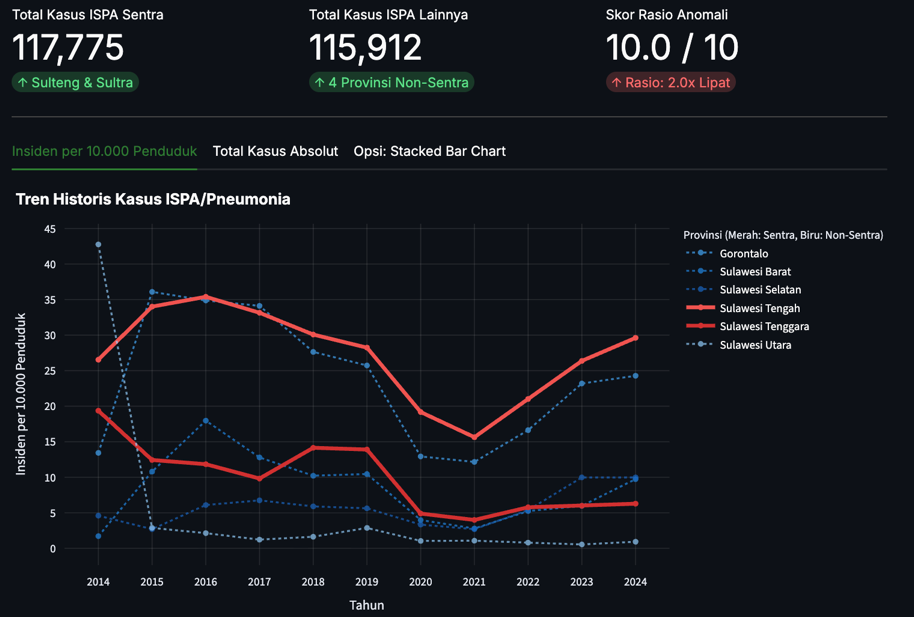 Total Kasus ISPA Sentra
117,775
↑ Sulteng & Sultra
Total Kasus ISPA Lainnya
115,912
↑ 4 Provinsi Non-Sentra
Skor Rasio Anomali
10.0 / 10
↑ Rasio: 2.0x Lipat
Insiden per 10.000 Penduduk
Total Kasus Absolut
Opsi: Stacked Bar Chart
Tren Historis Kasus ISPA/Pneumonia
Insiden per 10.000 Penduduk
45
40
35
30
25
20
15
10
5
0
2014 2015 2016 2017 2018 2019 2020 2021 2022 2023 2024
Tahun
Provinsi (Merah: Sentra, Biru: Non-Sentra)
Gorontalo
Sulawesi Barat
Sulawesi Selatan
Sulawesi Tengah
Sulawesi Tenggara
Sulawesi Utara